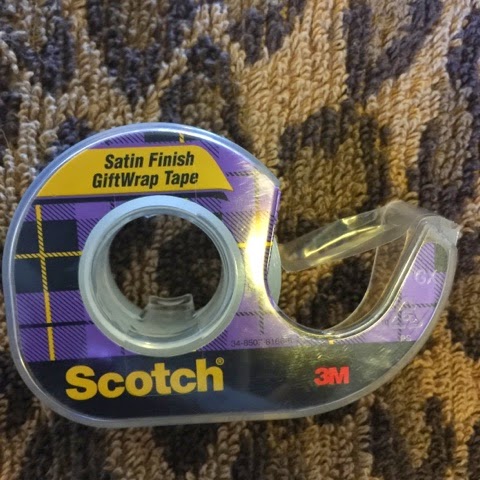 Satin Finish
GiftWrap Tape
Scotch®
3M